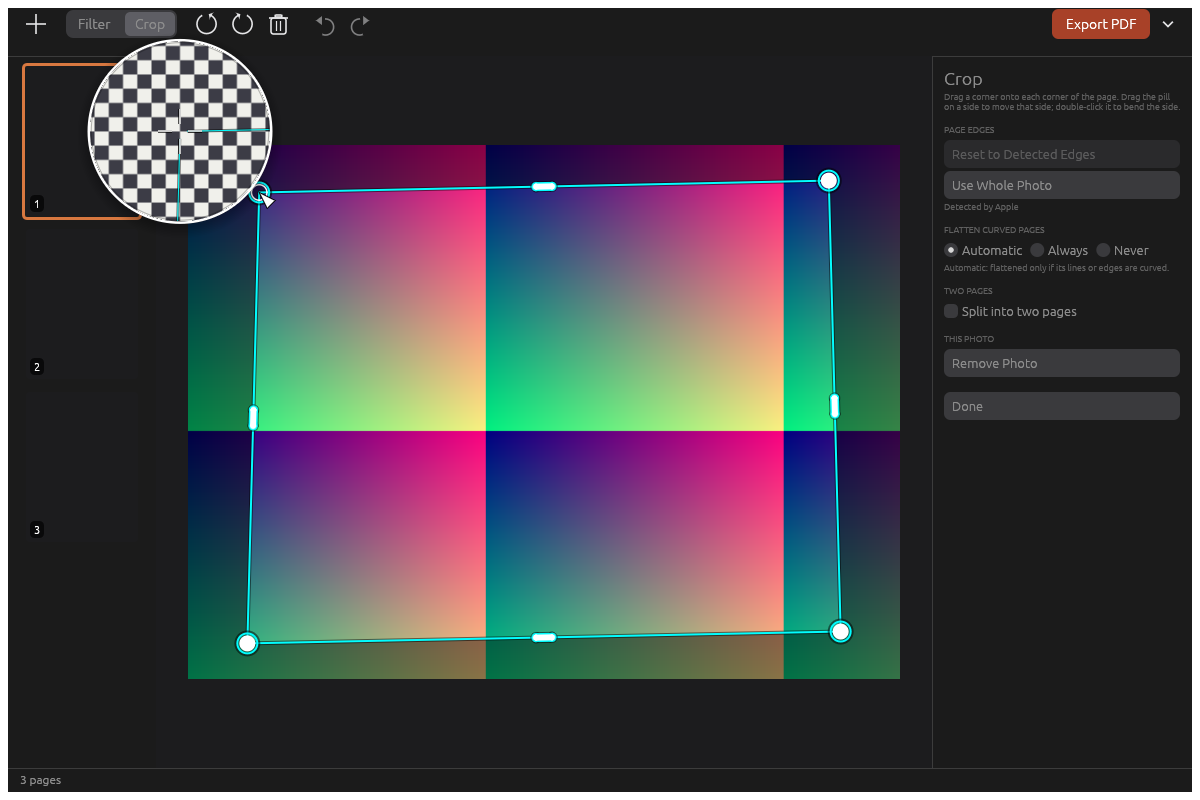 Filter Crop Export PDF
1
2
3
Crop
Drag a corner onto each corner of the page. Drag the pill
on a side to move that side; double-click it to bend the side.
PAGE EDGES
Reset to Detected Edges
Use Whole Photo
Detected by Apple
FLATTEN CURVED PAGES
Automatic Always Never
Automatic: flattened only if its lines or edges are curved.
TWO PAGES
Split into two pages
THIS PHOTO
Remove Photo
Done
3 pages